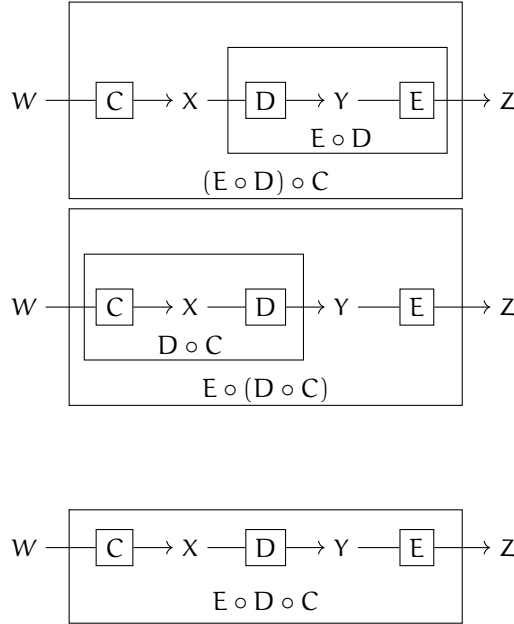 W C X D Y E Z
E ∘ D
(E ∘ D) ∘ C
W C X D Y E Z
D ∘ C
E ∘ (D ∘ C)
W C X D Y E Z
E ∘ D ∘ C